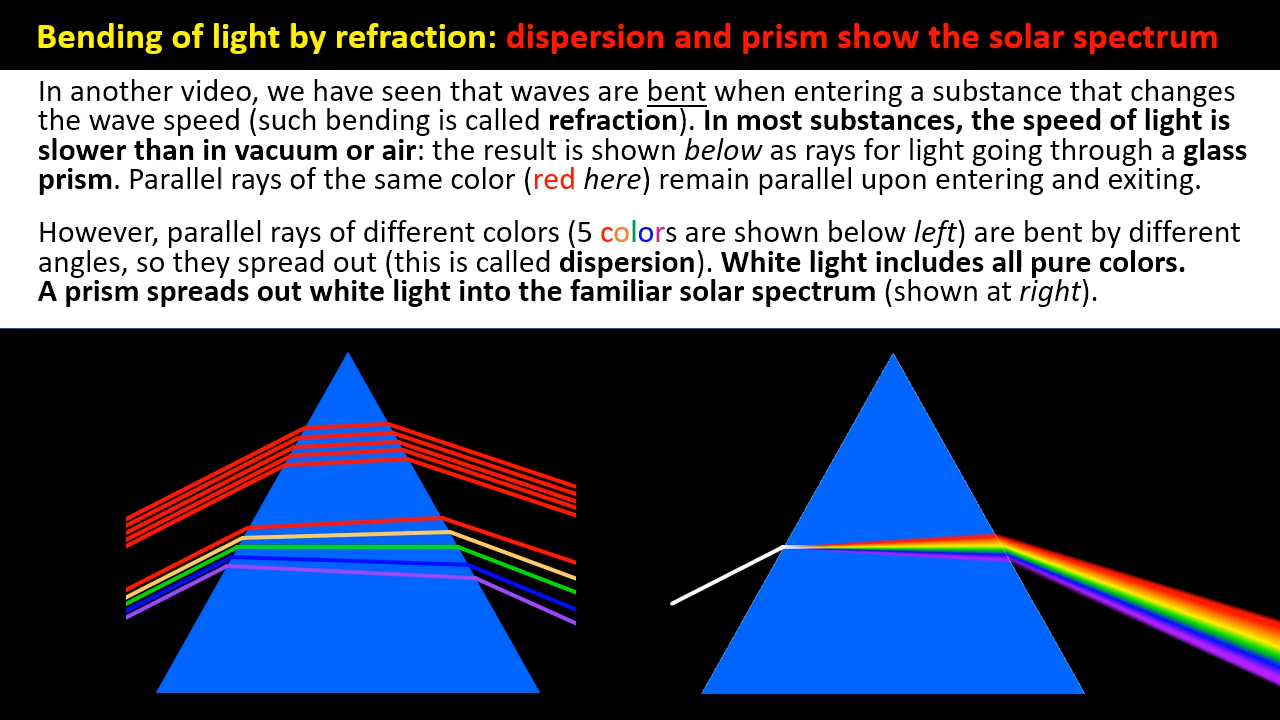 Bending of light by refraction: dispersion and prism show the solar spectrum
In another video, we have seen that waves are bent when entering a substance that changes
the wave speed (such bending is called refraction). In most substances, the speed of light is
slower than in vacuum or air: the result is shown below as rays for light going through a glass
prism. Parallel rays of the same color (red here) remain parallel upon entering and exiting.
However, parallel rays of different colors (5 colors are shown below left) are bent by different
angles, so they spread out (this is called dispersion). White light includes all pure colors.
A prism spreads out white light into the familiar solar spectrum (shown at right).